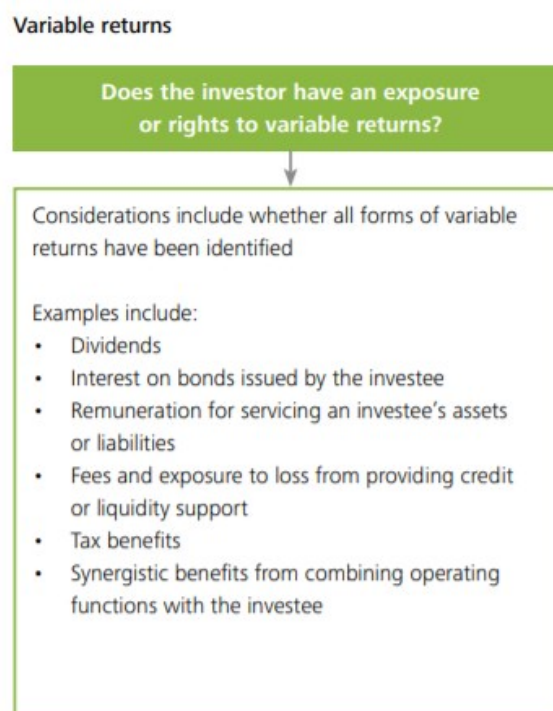 Variable returns
Does the investor have an exposure
or rights to variable returns?
Considerations include whether all forms of variable
returns have been identified
Examples include:
• Dividends
• Interest on bonds issued by the investee
• Remuneration for servicing an investee's assets
or liabilities
• Fees and exposure to loss from providing credit
or liquidity support
• Tax benefits
• Synergistic benefits from combining operating
functions with the investee